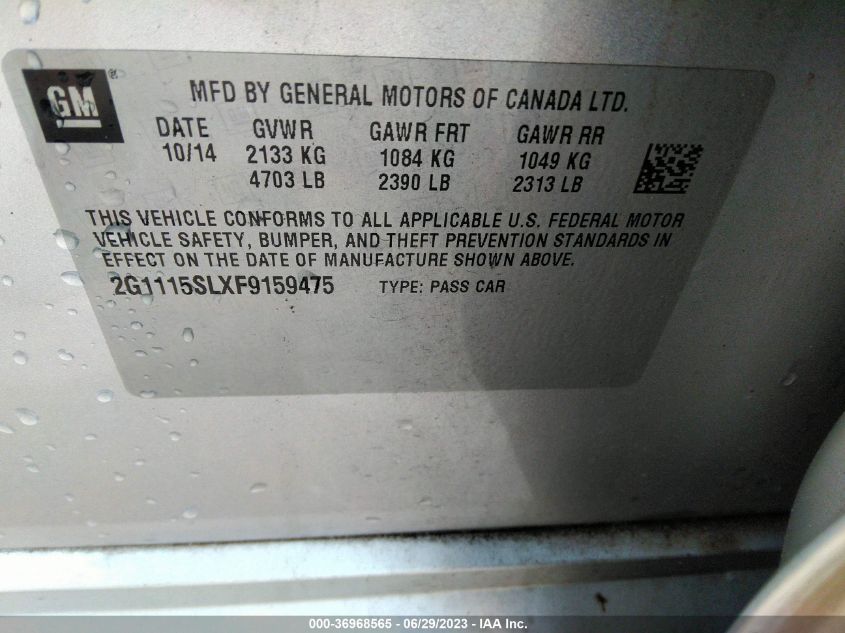 GM®
MFD BY GENERAL MOTORS OF CANADA LTD.
DATE GVWR GAWR FRT GAWR RR
10/14 2133 KG 1084 KG 1049 KG
4703 LB 2390 LB 2313 LB
THIS VEHICLE CONFORMS TO ALL APPLICABLE U.S. FEDERAL MOTOR
VEHICLE SAFETY, BUMPER, AND THEFT PREVENTION STANDARDS IN
EFFECT ON THE DATE OF MANUFACTURE SHOWN ABOVE.
2G1115SLXF9159475 TYPE: PASS CAR
000-36968565 - 06/29/2023 - IAA Inc.